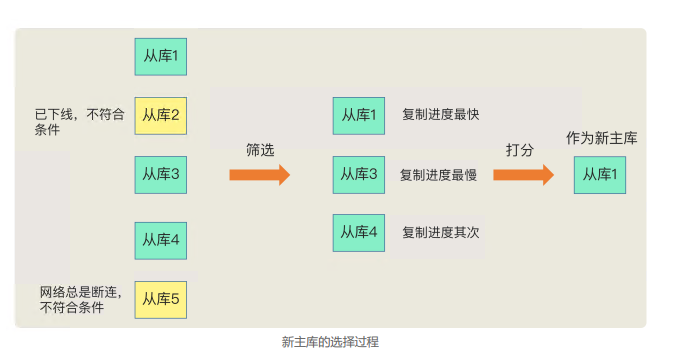 从库1
已下线，不符合
条件
从库2
从库3
从库4
网络总是断连，
不符合条件
从库5
筛选
从库1
复制进度最快
从库3
复制进度最慢
从库4
复制进度其次
打分
作为新主库
从库1
新主库的选择过程